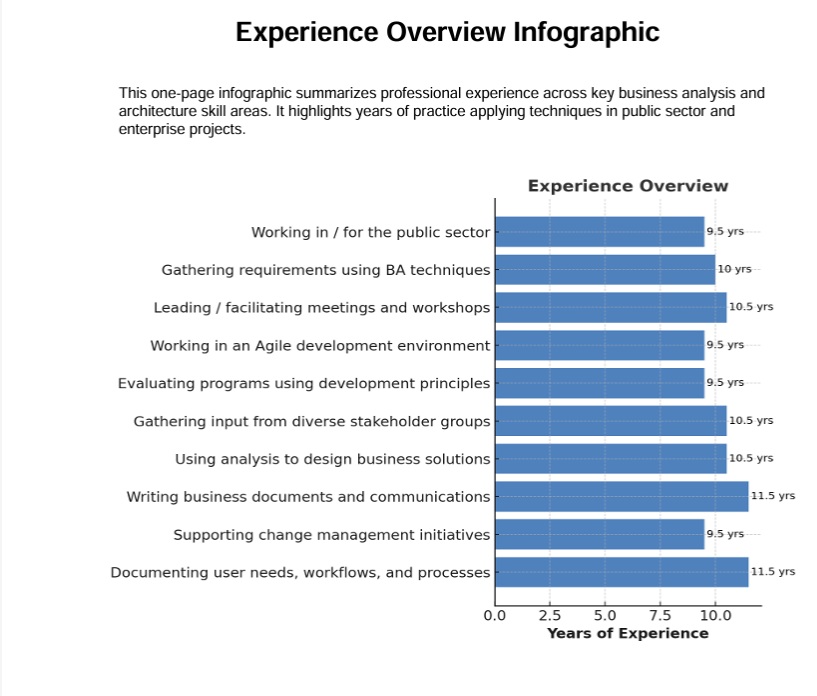 Experience Overview Infographic
This one-page infographic summarizes professional experience across key business analysis and
architecture skill areas. It highlights years of practice applying techniques in public sector and
enterprise projects.
Experience Overview
Working in / for the public sector 9.5 yrs
Gathering requirements using BA techniques 10 yrs
Leading / facilitating meetings and workshops 10.5 yrs
Working in an Agile development environment 9.5 yrs
Evaluating programs using development principles 9.5 yrs
Gathering input from diverse stakeholder groups 10.5 yrs
Using analysis to design business solutions 10.5 yrs
Writing business documents and communications 11.5 yrs
Supporting change management initiatives 9.5 yrs
Documenting user needs, workflows, and processes 11.5 yrs
0.0 2.5 5.0 7.5 10.0
Years of Experience